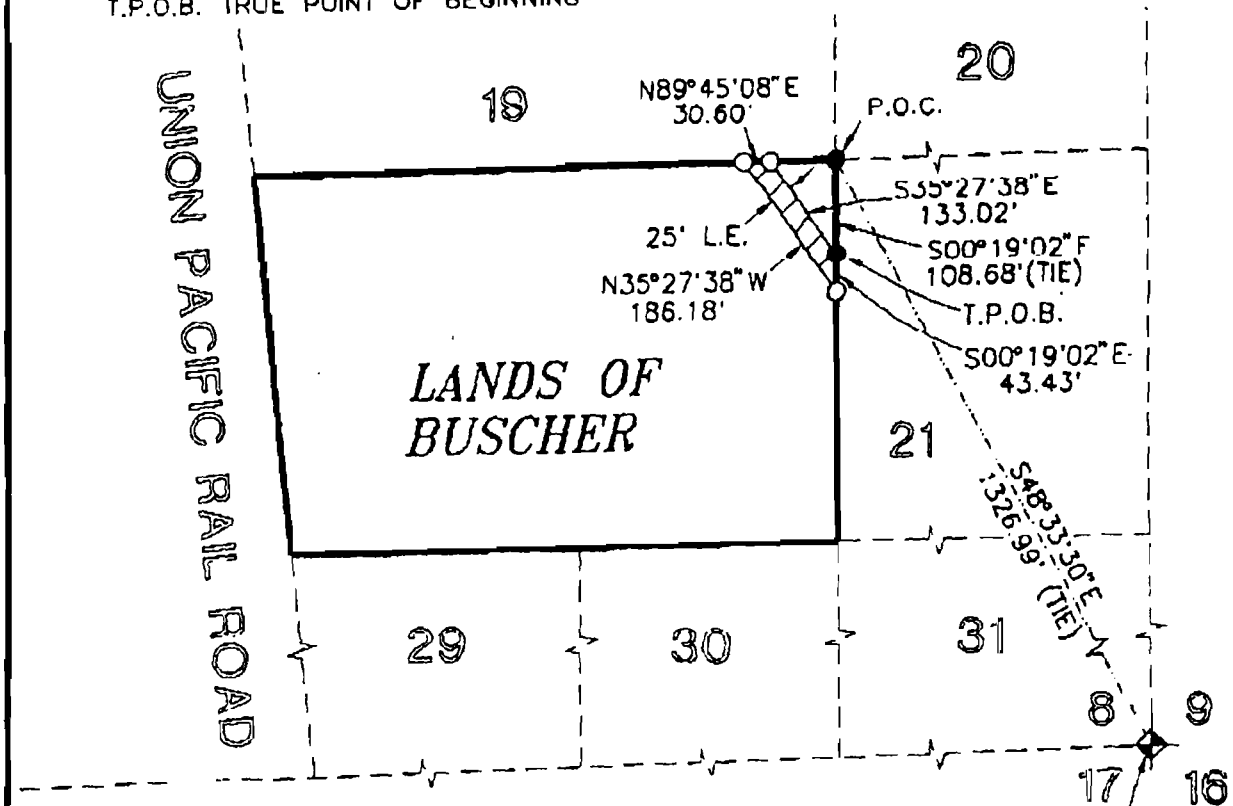 T.P.O.B. TRUE POINT OF BEGINNING
UNION PACIFIC RAIL ROAD
18
20
N89°45'08"E
30.60'
P.O.C.
S35°27'38"E
133.02'
25' L.E.
S00°19'02"E
108.68'(TIE)
N35°27'38"W
186.18'
T.P.O.B.
S00°19'02"E
43.43'
LANDS OF
BUSCHER
21
S48°33'30"E
1326.99' (TIE)
29
30
31
8
9
17
16